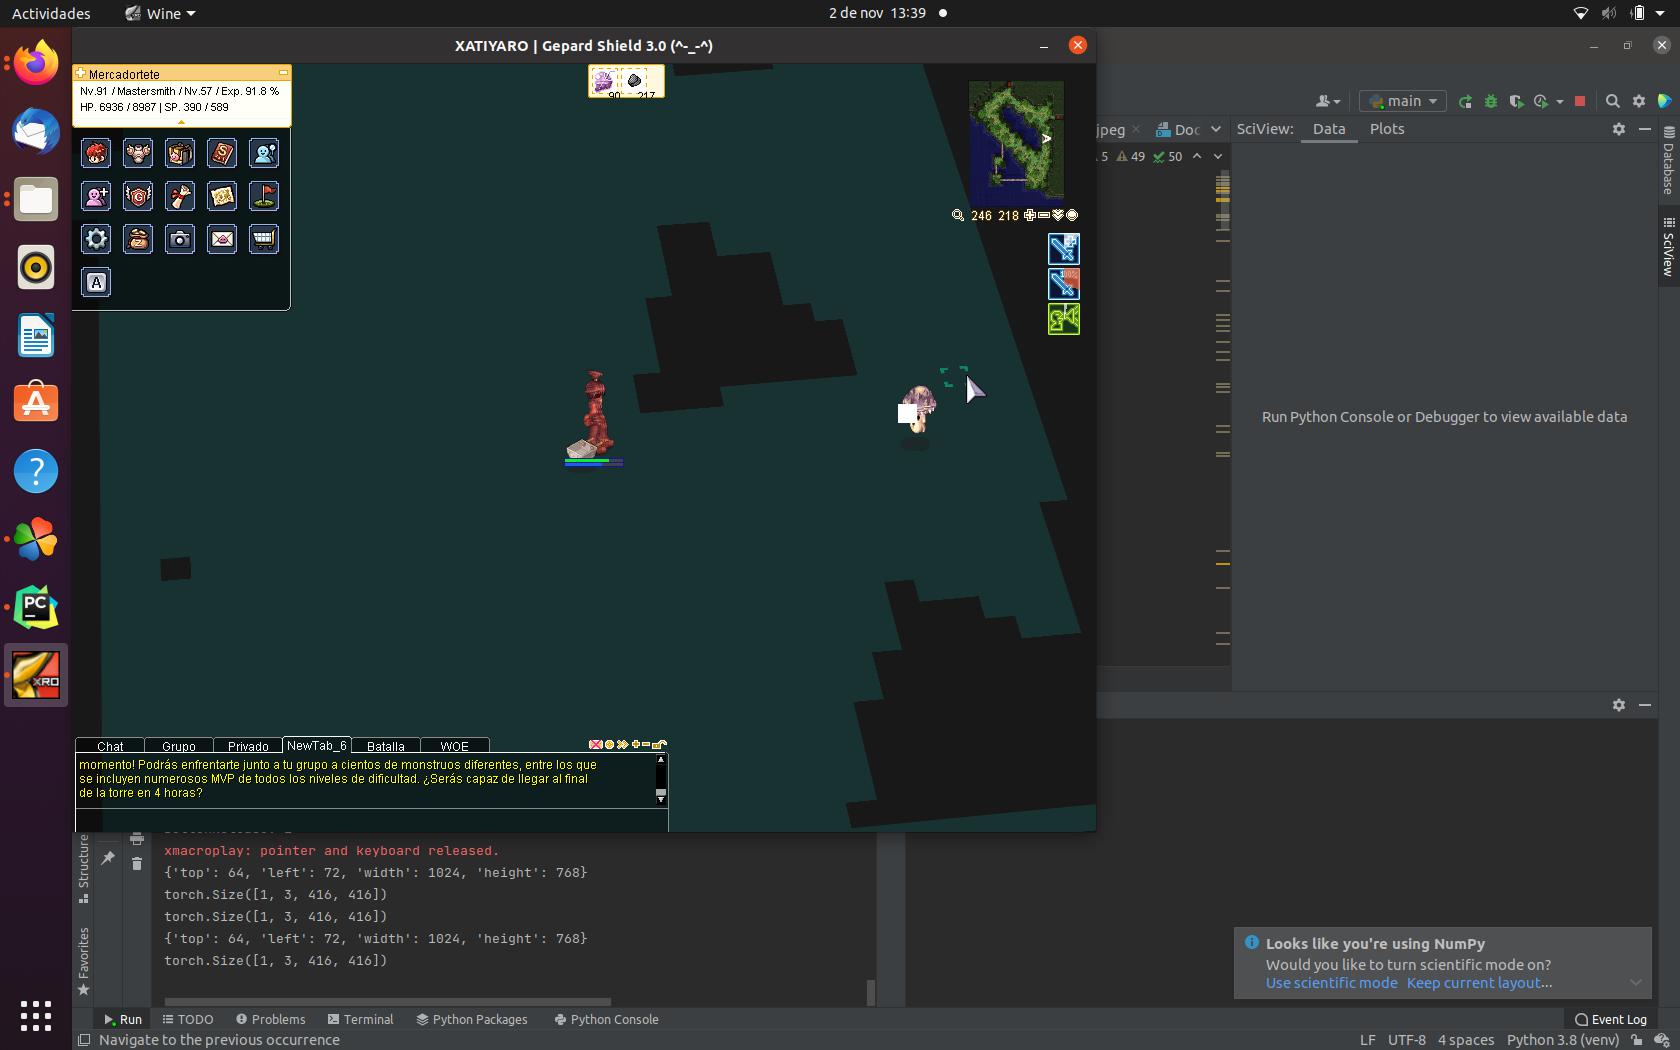 Actividades
Wine
2 de nov 13:39
XATIYARO | Gepard Shield 3.0 (^-_-^)
Mercadortete
Nv.91 / Mastersmith / Nv.57 / Exp. 91.8 %
HP. 6936 / 8987 | SP. 390 / 589
90
217
A
246 218
100%
main
jpeg
Doc
SciView:
Data
Plots
5
49
50
Database
SciView
Run Python Console or Debugger to view available data
PC
XRO
Chat
Grupo
Privado
NewTab_6
Batalla
WOE
momento! Podrás enfrentarte junto a tu grupo a cientos de monstruos diferentes, entre los que
se incluyen numerosos MVP de todos los niveles de dificultad. ¿Serás capaz de llegar al final
de la torre en 4 horas?
Structure
Favorites
xmacroplay: pointer and keyboard released.
{'top': 64, 'left': 72, 'width': 1024, 'height': 768}
torch.Size([1, 3, 416, 416])
torch.Size([1, 3, 416, 416])
{'top': 64, 'left': 72, 'width': 1024, 'height': 768}
torch.Size([1, 3, 416, 416])
Looks like you're using NumPy
Would you like to turn scientific mode on?
Use scientific mode Keep current layout...
Run
TODO
Problems
Terminal
Python Packages
Python Console
Event Log
Navigate to the previous occurrence
LF UTF-8 4 spaces Python 3.8 (venv)